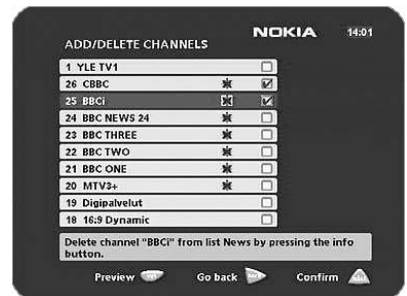 NOKIA 14:01
ADD/DELETE CHANNELS
1 YLE TV1
26 CBBC
25 BBCi
24 BBC NEWS 24
23 BBC THREE
22 BBC TWO
21 BBC ONE
20 MTV3+
19 Digipalvelut
18 16:9 Dynamic
Delete channel "BBCi" from list News by pressing the info
button.
Preview Go back Confirm